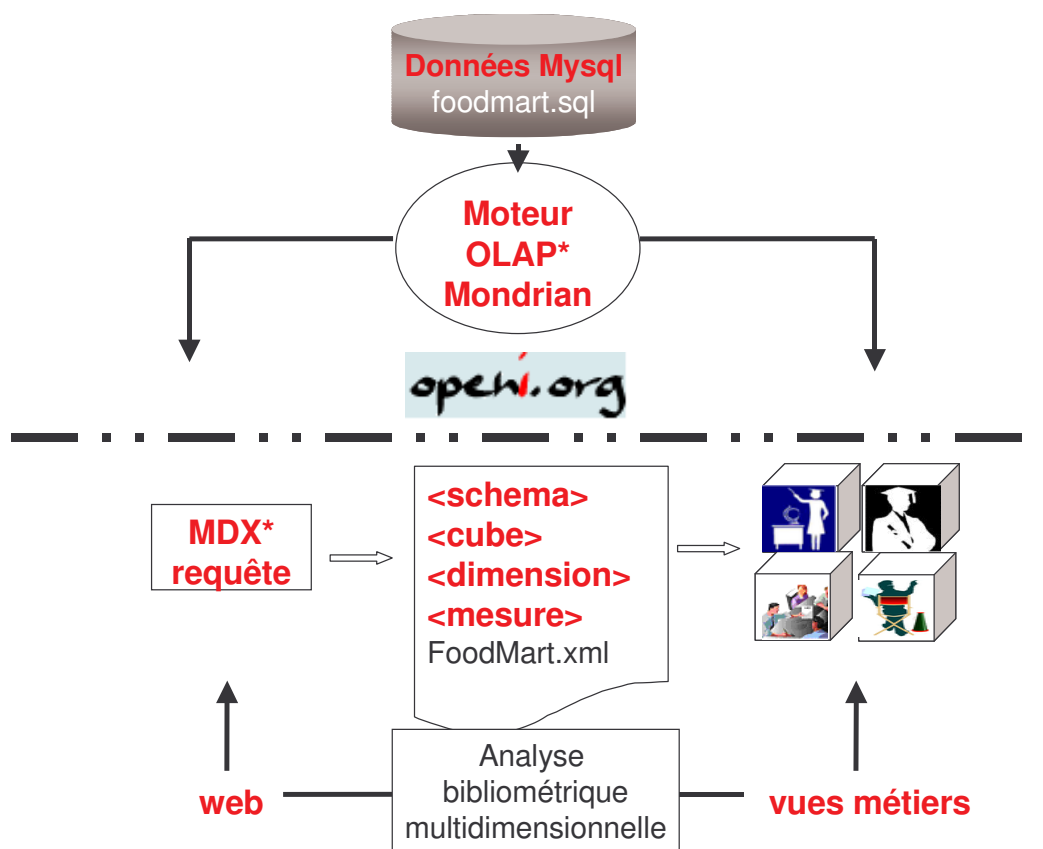 Données Mysql
foodmart.sql
Moteur
OLAP*
Mondrian
openi.org
MDX*
requête
<schema>
<cube>
<dimension>
<mesure>
FoodMart.xml
Analyse
bibliométrique
multidimensionnelle
web
vues métiers